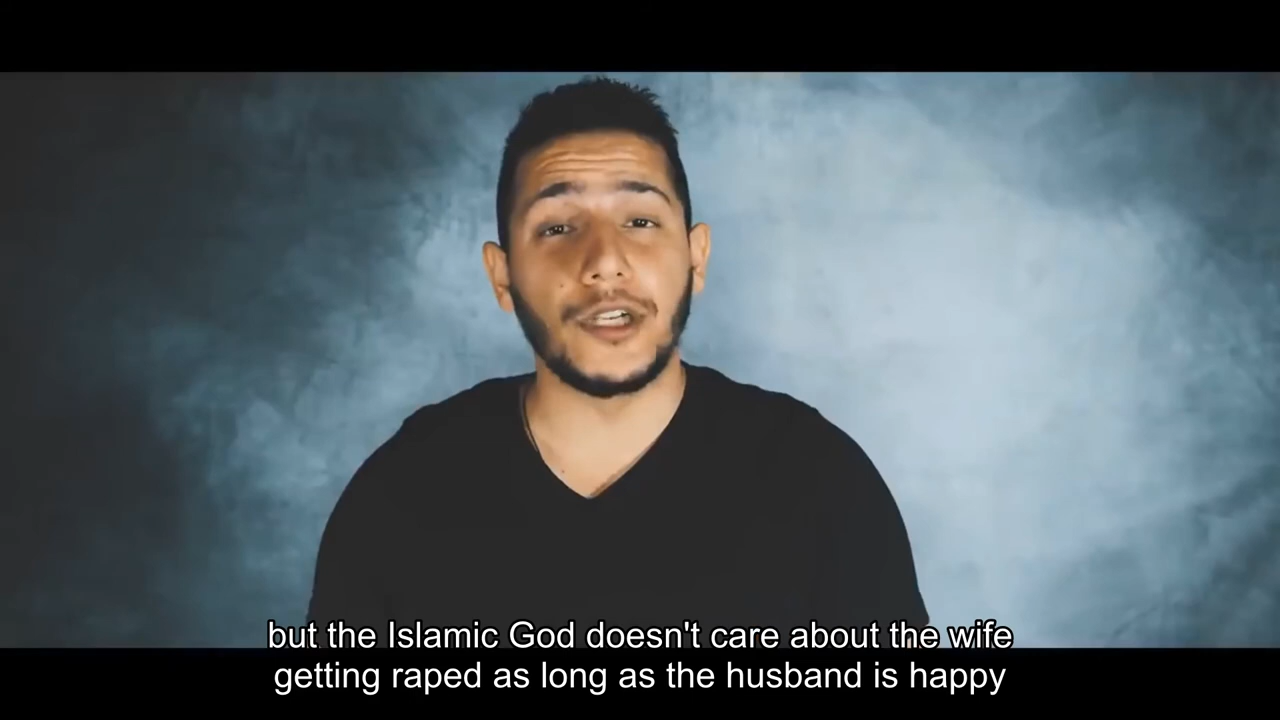 but the Islamic God doesn't care about the wife
getting raped as long as the husband is happy